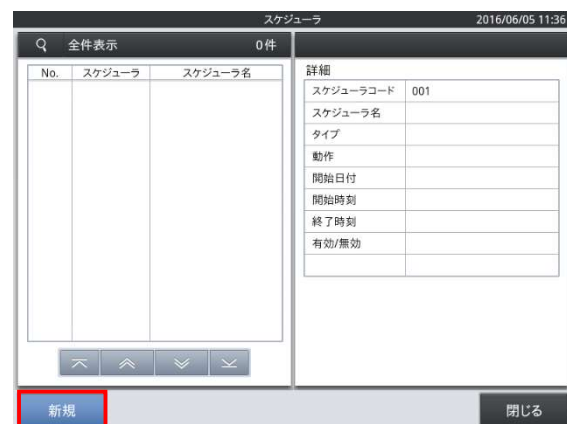 スケジューラ 2016/06/05 11:36
全件表示 0件
No. スケジューラ スケジューラ名
詳細
スケジューラコード 001
スケジューラ名
タイプ
動作
開始日付
開始時刻
終了時刻
有効/無効
新規
閉じる